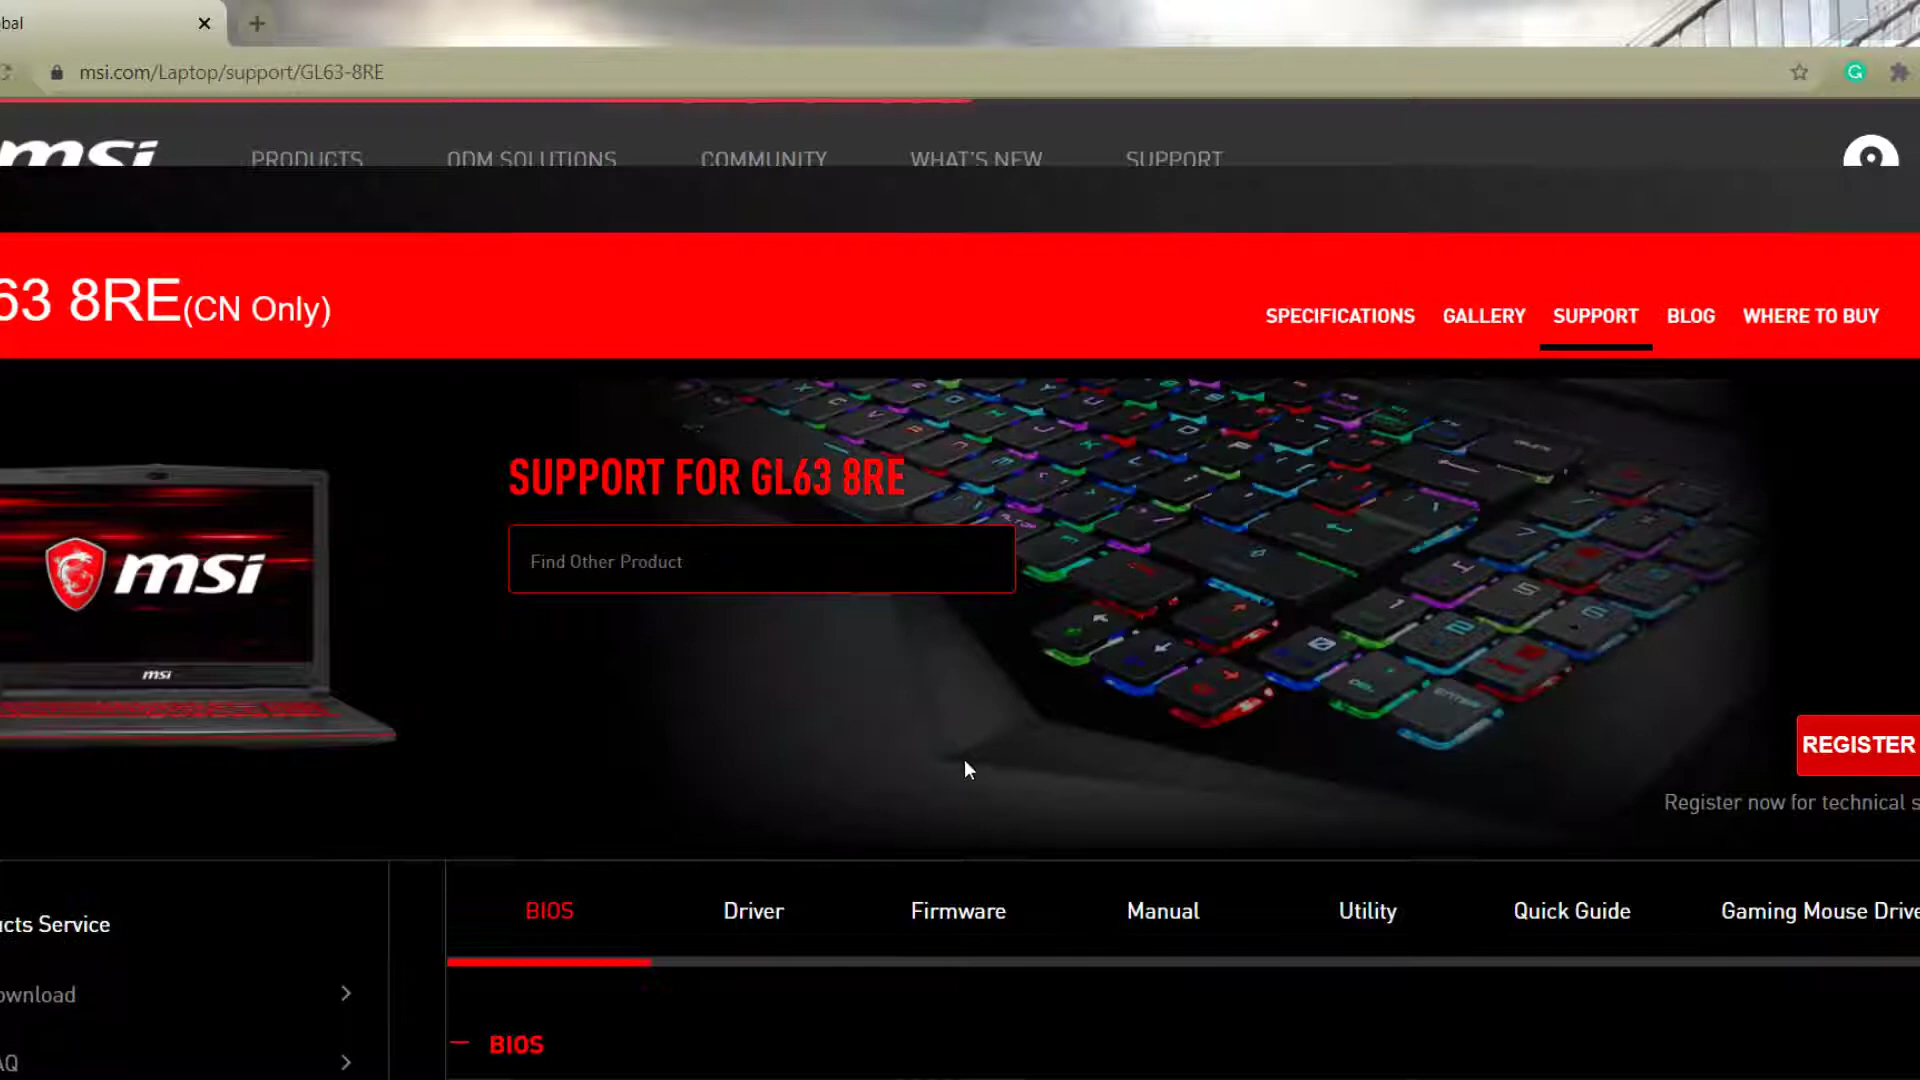 bal
msi.com/Laptop/support/GL63-8RE
msi
PRODUCTS
ODM SOLUTIONS
COMMUNITY
WHAT'S NEW
SUPPORT
63 8RE(CN Only)
SPECIFICATIONS
GALLERY
SUPPORT
BLOG
WHERE TO BUY
SUPPORT FOR GL63 8RE
Find Other Product
msi
msi
REGISTER
Register now for technical s
BIOS
Driver
Firmware
Manual
Utility
Quick Guide
Gaming Mouse Drive
ucts Service
ownload
AQ
BIOS